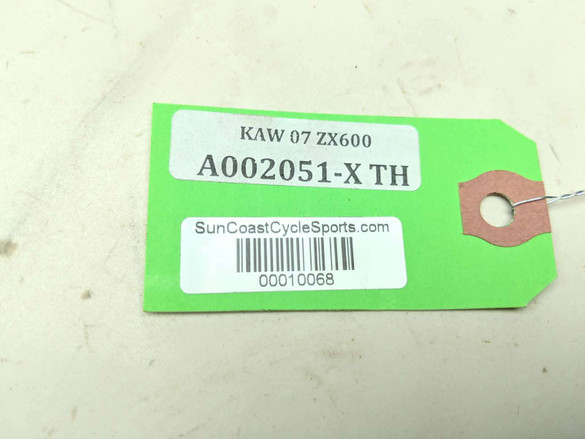 KAW 07 ZX600
A002051-X TH
SunCoastCycleSports.com
00010068